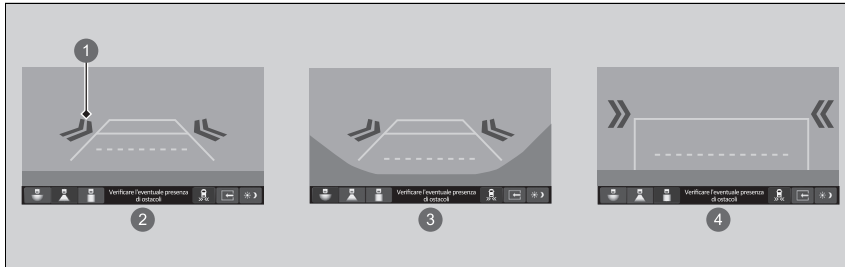 1
Verificare l'eventuale presenza
di ostacoli
Verificare l'eventuale presenza
di ostacoli
Verificare l'eventuale presenza
di ostacoli
2
3
4